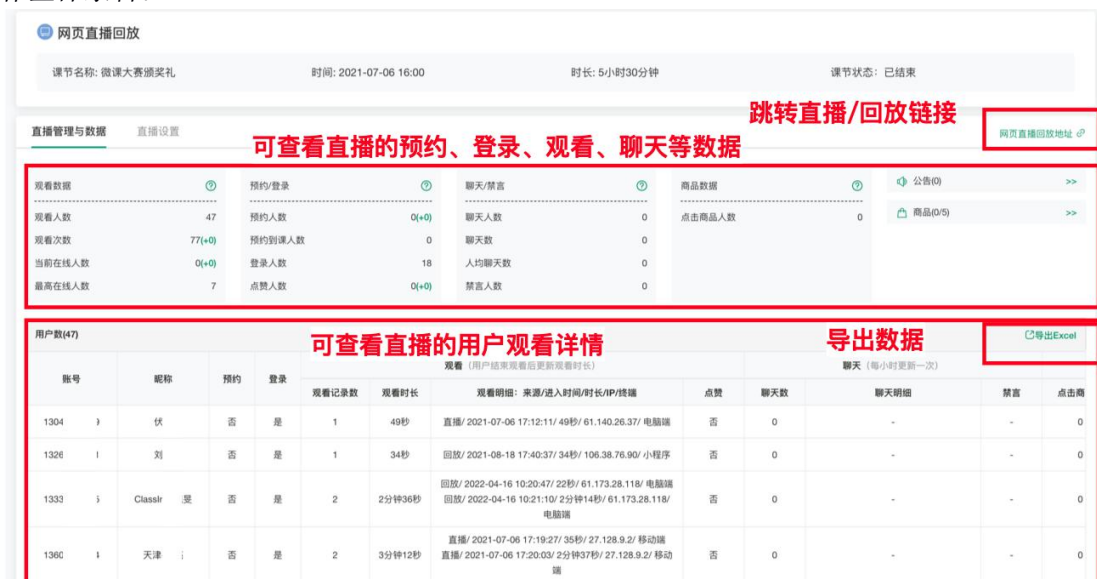 网页直播回放
课节名称: 微课大赛颁奖礼 时间: 2021-07-06 16:00 时长: 5小时30分钟 课节状态: 已结束
跳转直播/回放链接
直播管理与数据 直播设置 网页直播回放地址
可查看直播的预约、登录、观看、聊天等数据
观看数据 预约/登录 聊天/禁言 商品数据 公告(0) >>
观看人数 47 预约人数 0(+0) 聊天人数 0 点击商品人数 0 商品(0/5) >>
观看次数 77(+0) 预约到课人数 0 聊天数 0
当前在线人数 0(+0) 登录人数 18 人均聊天数 0
最高在线人数 7 点赞人数 0(+0) 禁言人数 0
用户数(47) 可查看直播的用户观看详情 导出数据 导出Excel
观看 (用户结束观看后更新观看时长) 聊天 (每小时更新一次)
账号 昵称 预约 登录
观看记录数 观看时长 观看明细: 来源/进入时间/时长/IP/终端 点赞 聊天数 聊天明细 禁言 点击商
1304 伏 否 是 1 49秒 直播/ 2021-07-06 17:12:11/ 49秒/ 61.140.26.37/ 电脑端 否 0 - - 0
1326 刘 否 是 1 34秒 回放/ 2021-08-18 17:40:37/ 34秒/ 106.38.76.90/ 小程序 否 0 - - 0
回放/ 2022-04-16 10:20:47/ 22秒/ 61.173.28.118/ 电脑端
1333 ClassIr 否 是 2 2分钟36秒 回放/ 2022-04-16 10:21:10/ 2分钟14秒/ 61.173.28.118/ 否 0 - - 0
电脑端
直播/ 2021-07-06 17:19:27/ 35秒/ 27.128.9.2/ 移动端
1360 天津 否 是 2 3分钟12秒 直播/ 2021-07-06 17:20:03/ 2分钟37秒/ 27.128.9.2/ 移动 否 0 - - 0
端